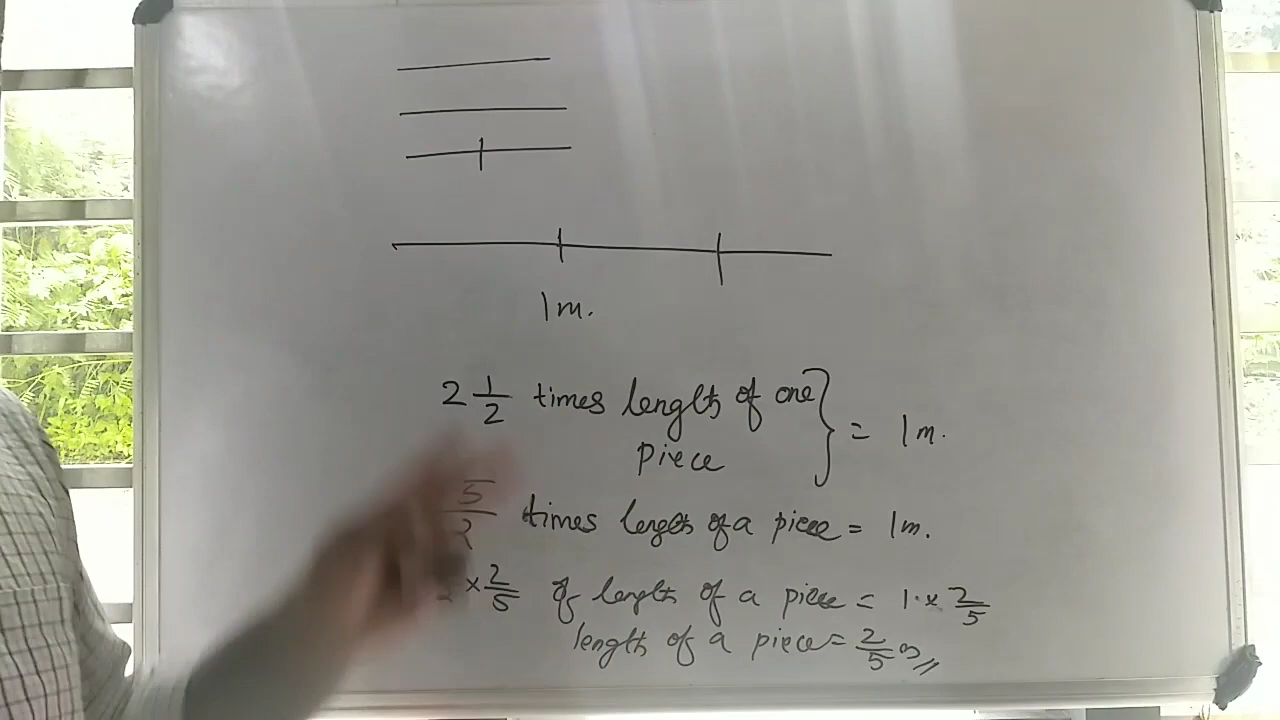 1m.
2 1/2 times length of one } = 1m.
piece
5/2 times length of a piece = 1m.
× 2/5 of length of a piece = 1 × 2/5
length of a piece = 2/5 m